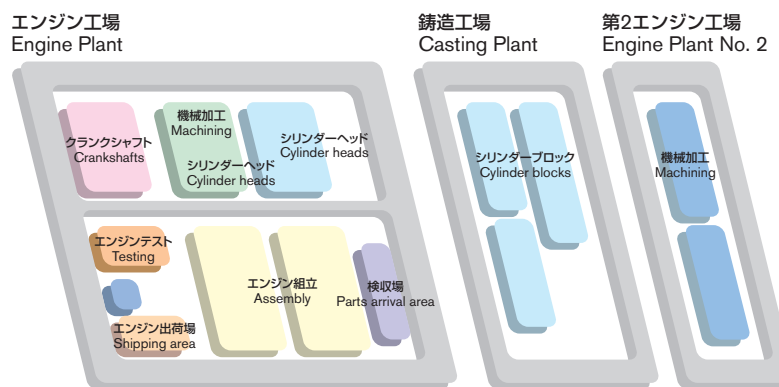 エンジン工場
Engine Plant
鋳造工場
Casting Plant
第2エンジン工場
Engine Plant No. 2
クランクシャフト
Crankshafts
機械加工
Machining
シリンダーヘッド
Cylinder heads
シリンダーヘッド
Cylinder heads
シリンダーブロック
Cylinder blocks
機械加工
Machining
エンジンテスト
Testing
エンジン組立
Assembly
検収場
Parts arrival area
エンジン出荷場
Shipping area